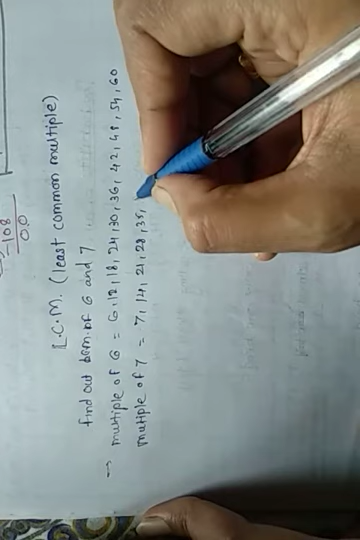 -108
00
L.C.M. (least common multiple)
find out of 6 and 7
→ multiple of 6 = 6,12,18,24,30,36,42,48,54,60
multiple of 7 = 7,14,21,28,35,